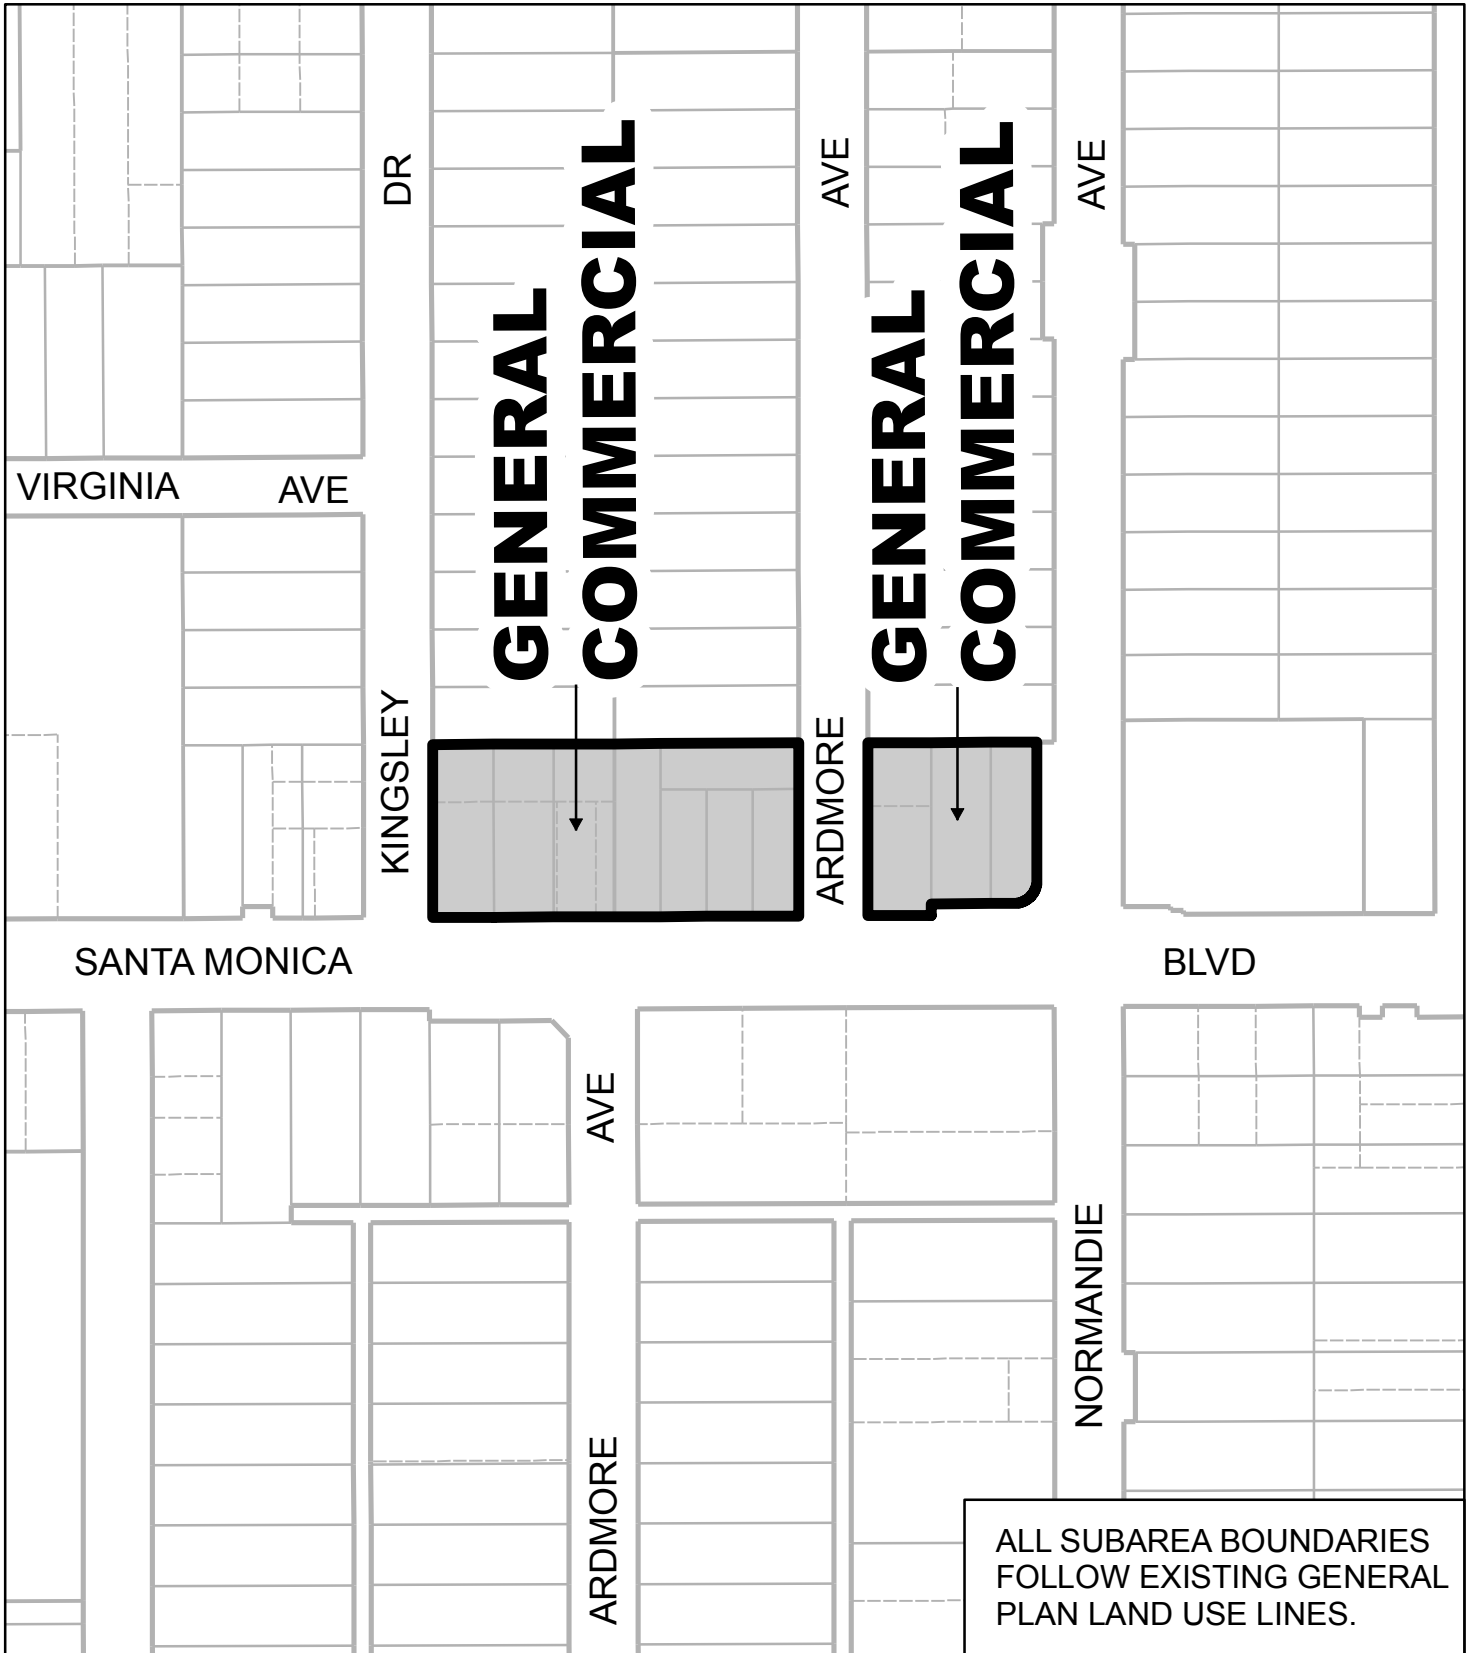 DR
AVE
AVE
GENERAL
COMMERCIAL
GENERAL
COMMERCIAL
VIRGINIA AVE
KINGSLEY
ARDMORE
SANTA MONICA BLVD
AVE
ARDMORE
NORMANDIE
ALL SUBAREA BOUNDARIES
FOLLOW EXISTING GENERAL
PLAN LAND USE LINES.